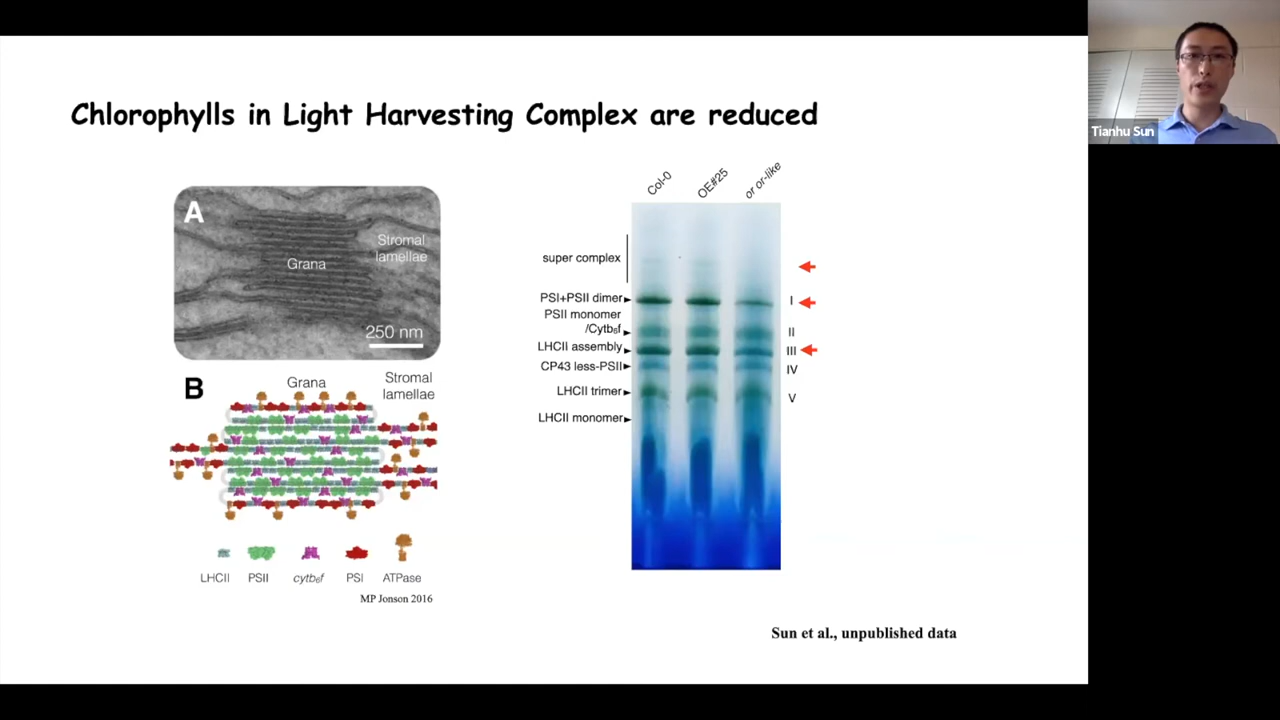 Chlorophylls in Light Harvesting Complex are reduced
Tianhu Sun
A
Grana
Stromal
lamellae
250 nm
B
Grana
Stromal
lamellae
LHCII
PSII
cytb₆f
PSI
ATPase
MP Jonson 2016
Col-0
OE#25
or or-like
super complex
PSI+PSII dimer
PSII monomer
/Cytb₆f
LHCII assembly
CP43 less-PSII
LHCII trimer
LHCII monomer
I
II
III
IV
V
Sun et al., unpublished data